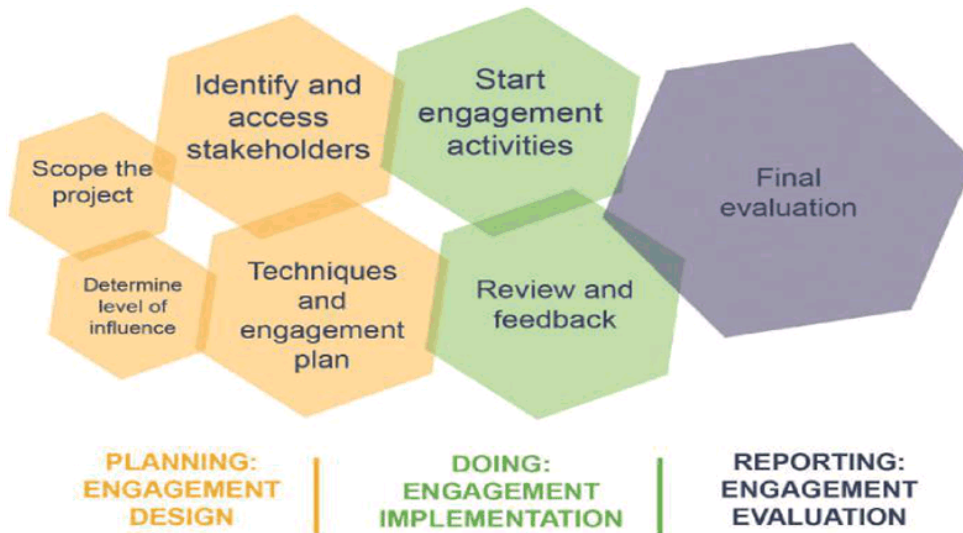 Scope the
project
Identify and
access
stakeholders
Determine
level of
influence
Techniques
and
engagement
plan
Start
engagement
activities
Review and
feedback
Final
evaluation
PLANNING:
ENGAGEMENT
DESIGN
DOING:
ENGAGEMENT
IMPLEMENTATION
REPORTING:
ENGAGEMENT
EVALUATION